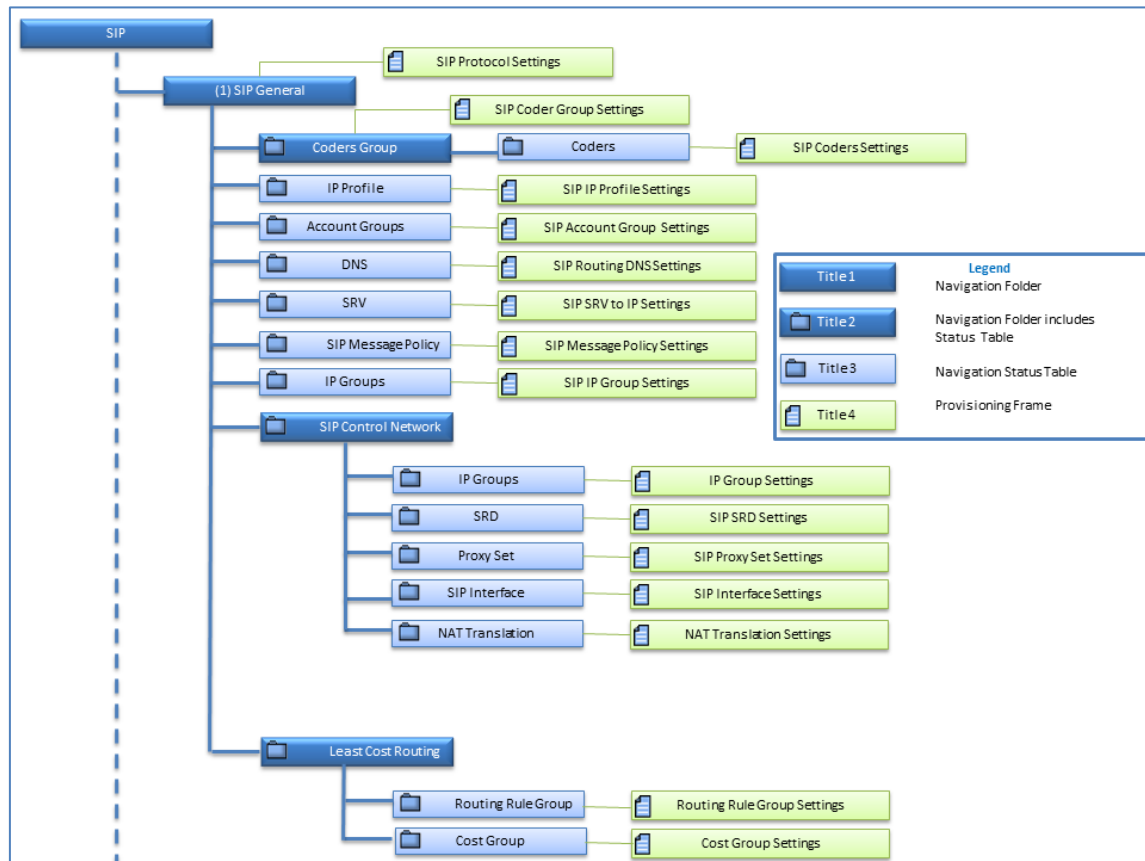 SIP
SIP Protocol Settings
(1) SIP General
SIP Coder Group Settings
Coders Group
Coders
SIP Coders Settings
IP Profile
SIP IP Profile Settings
Account Groups
SIP Account Group Settings
DNS
SIP Routing DNS Settings
SRV
SIP SRV to IP Settings
SIP Message Policy
SIP Message Policy Settings
IP Groups
SIP IP Group Settings
Legend
Title1
Navigation Folder
Title2
Navigation Folder includes
Status Table
Title3
Navigation Status Table
Title4
Provisioning Frame
SIP Control Network
IP Groups
IP Group Settings
SRD
SIP SRD Settings
Proxy Set
SIP Proxy Set Settings
SIP Interface
SIP Interface Settings
NAT Translation
NAT Translation Settings
Least Cost Routing
Routing Rule Group
Routing Rule Group Settings
Cost Group
Cost Group Settings